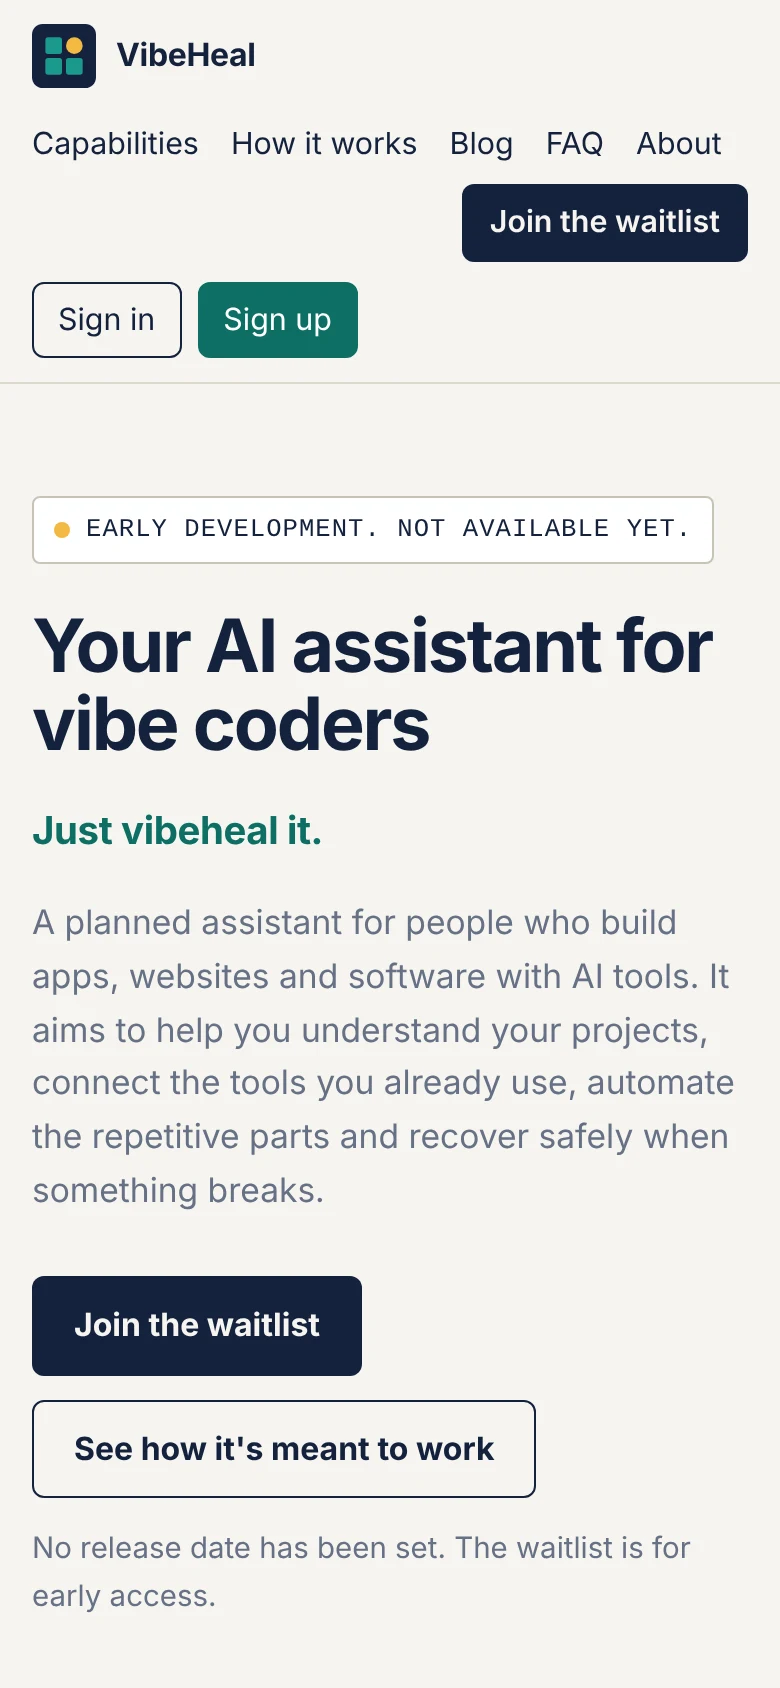 VibeHeal
Capabilities How it works Blog FAQ About
Join the waitlist
Sign in Sign up
EARLY DEVELOPMENT. NOT AVAILABLE YET.
Your AI assistant for
vibe coders
Just vibeheal it.
A planned assistant for people who build
apps, websites and software with AI tools. It
aims to help you understand your projects,
connect the tools you already use, automate
the repetitive parts and recover safely when
something breaks.
Join the waitlist
See how it's meant to work
No release date has been set. The waitlist is for
early access.